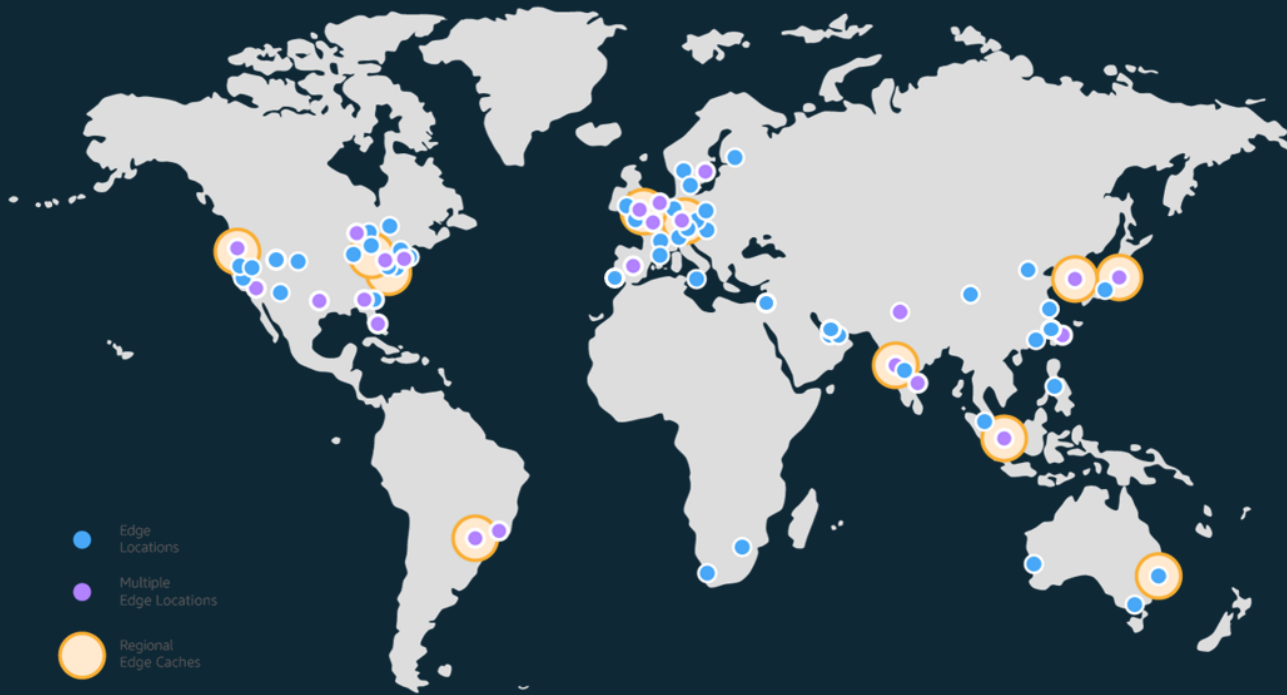 Edge
Locations
Multiple
Edge Locations
Regional
Edge Caches